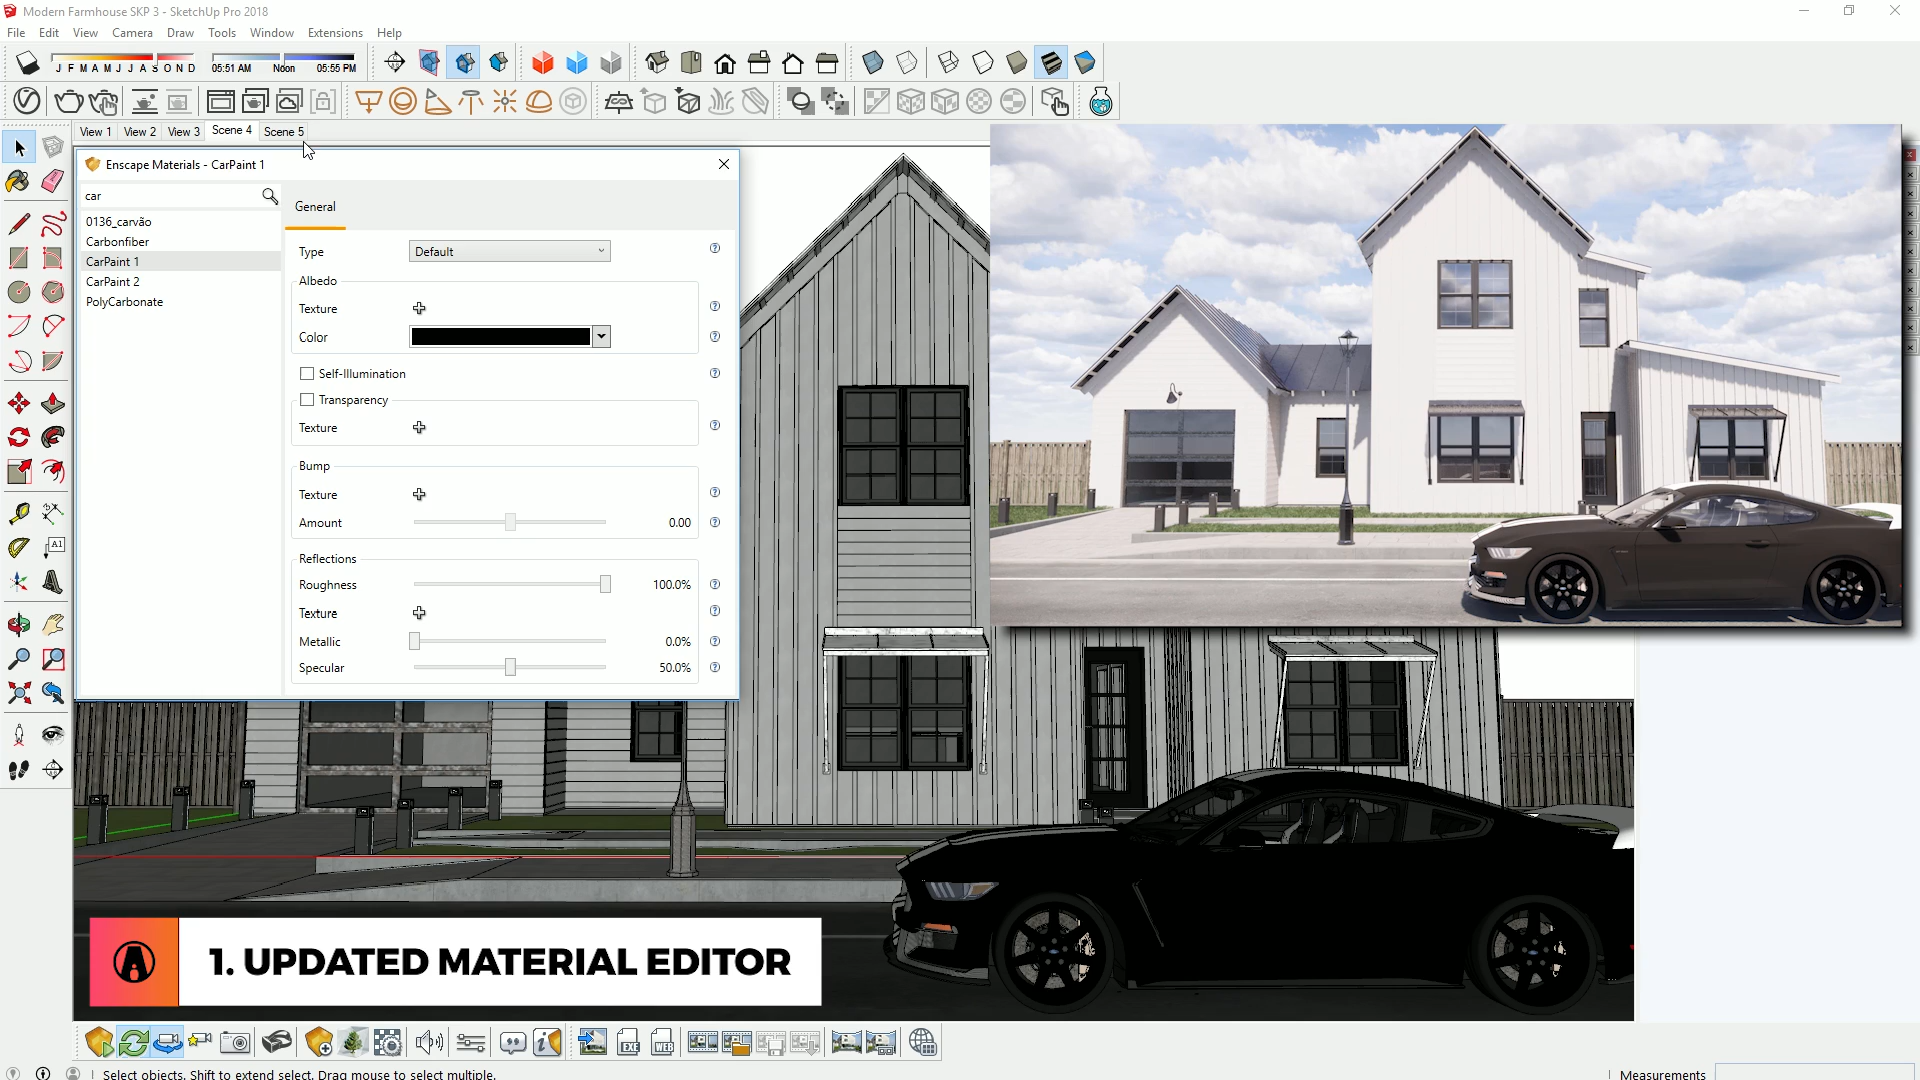 Modern Farmhouse SKP 3 - SketchUp Pro 2018
File Edit View Camera Draw Tools Window Extensions Help
J F M A M J J A S O N D
05:51 AM Noon 05:55 PM
View 1 View 2 View 3 Scene 4 Scene 5
Enscape Materials - CarPaint 1
car
0136_carvão
Carbonfiber
CarPaint 1
CarPaint 2
PolyCarbonate
General
Type Default
Albedo
Texture
Color
Self-Illumination
Transparency
Texture
Bump
Texture
Amount 0.00
Reflections
Roughness 100.0%
Texture
Metallic 0.0%
Specular 50.0%
A1
1. UPDATED MATERIAL EDITOR
EXE WEB
Select objects. Shift to extend select. Drag mouse to select multiple.
Measurements